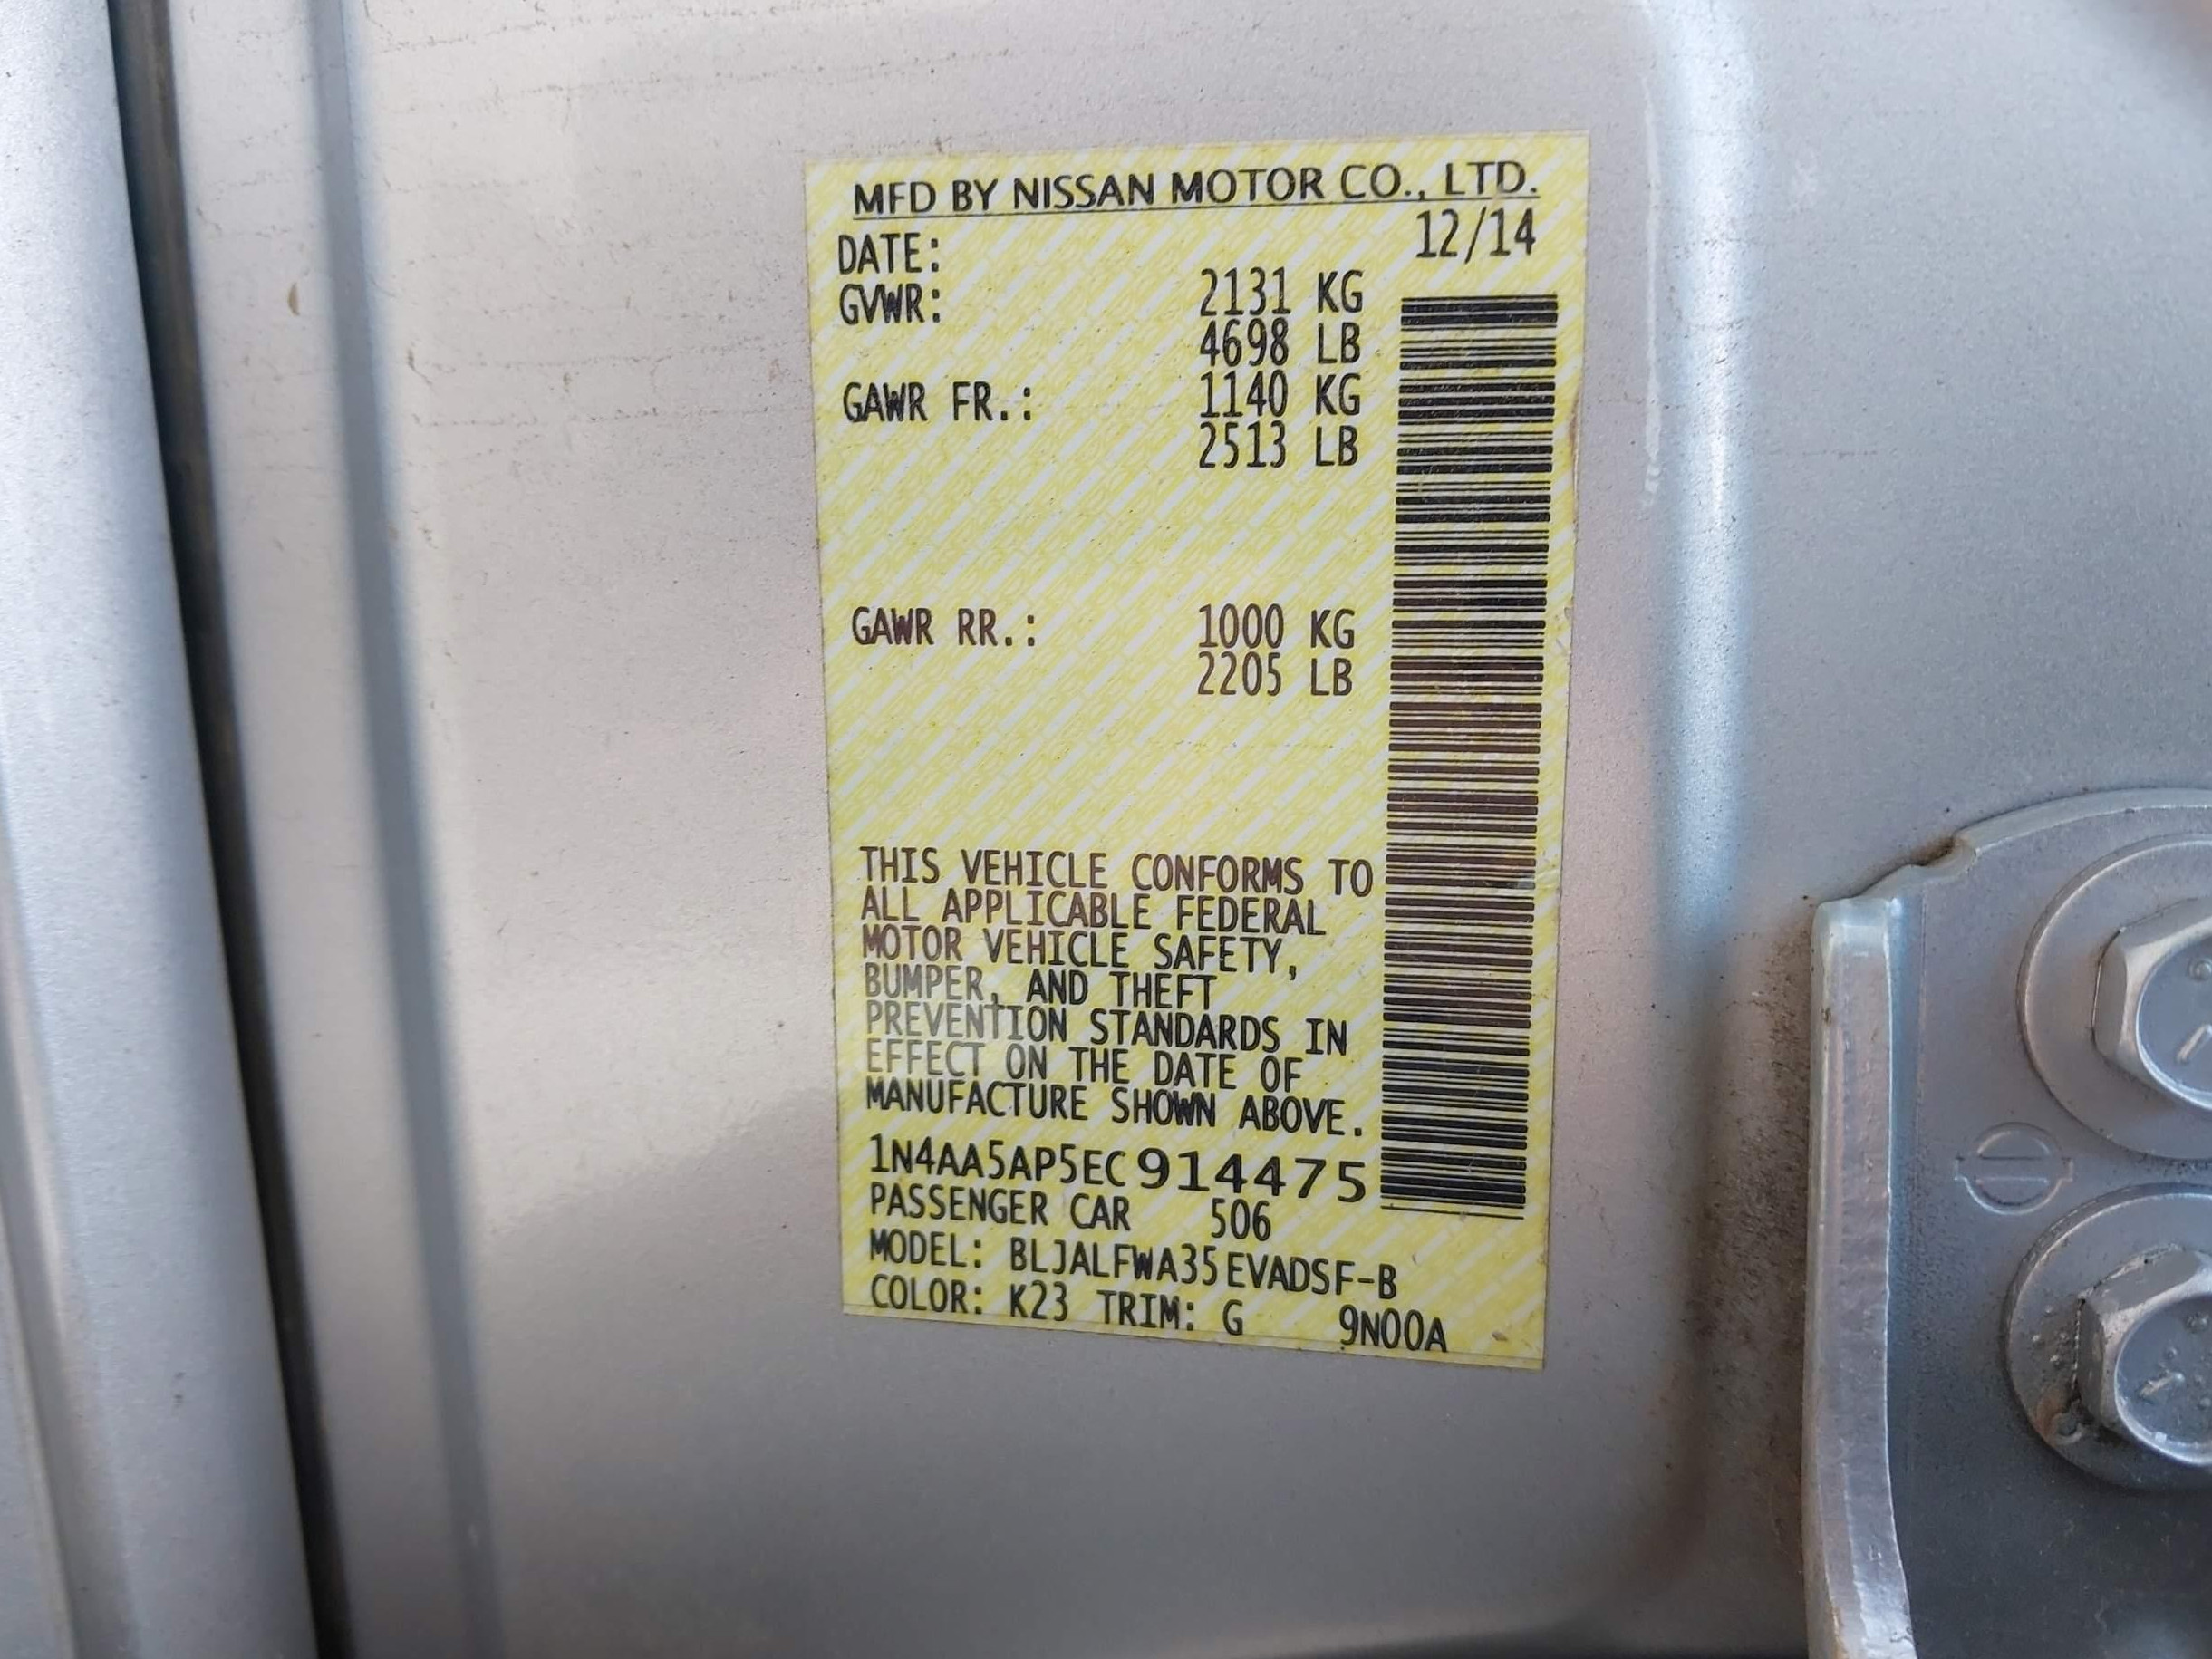 MFD BY NISSAN MOTOR CO., LTD.
DATE: 12/14
GVWR: 2131 KG
4698 LB
GAWR FR.: 1140 KG
2513 LB
GAWR RR.: 1000 KG
2205 LB
THIS VEHICLE CONFORMS TO
ALL APPLICABLE FEDERAL
MOTOR VEHICLE SAFETY,
BUMPER, AND THEFT
PREVENTION STANDARDS IN
EFFECT ON THE DATE OF
MANUFACTURE SHOWN ABOVE.
1N4AA5AP5EC914475
PASSENGER CAR 506
MODEL: BLJALFWA35EVADSF-B
COLOR: K23 TRIM: G 9N00A